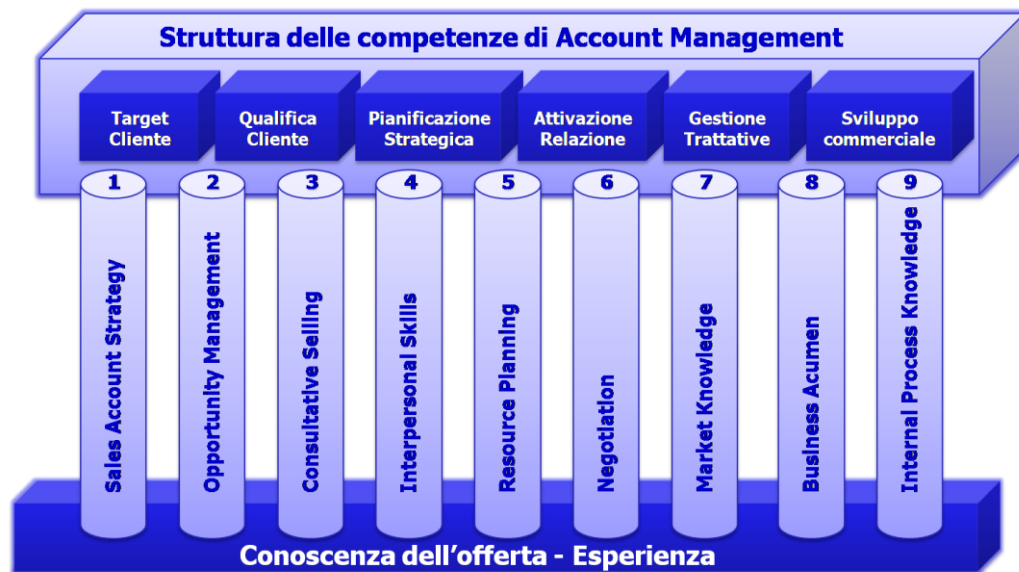 Struttura delle competenze di Account Management
Target
Cliente
Qualifica
Cliente
Pianificazione
Strategica
Attivazione
Relazione
Gestione
Trattative
Sviluppo
commerciale
1
2
3
4
5
6
7
8
9
Sales Account Strategy
Opportunity Management
Consultative Selling
Interpersonal Skills
Resource Planning
Negotiation
Market Knowledge
Business Acumen
Internal Process Knowledge
Conoscenza dell'offerta - Esperienza